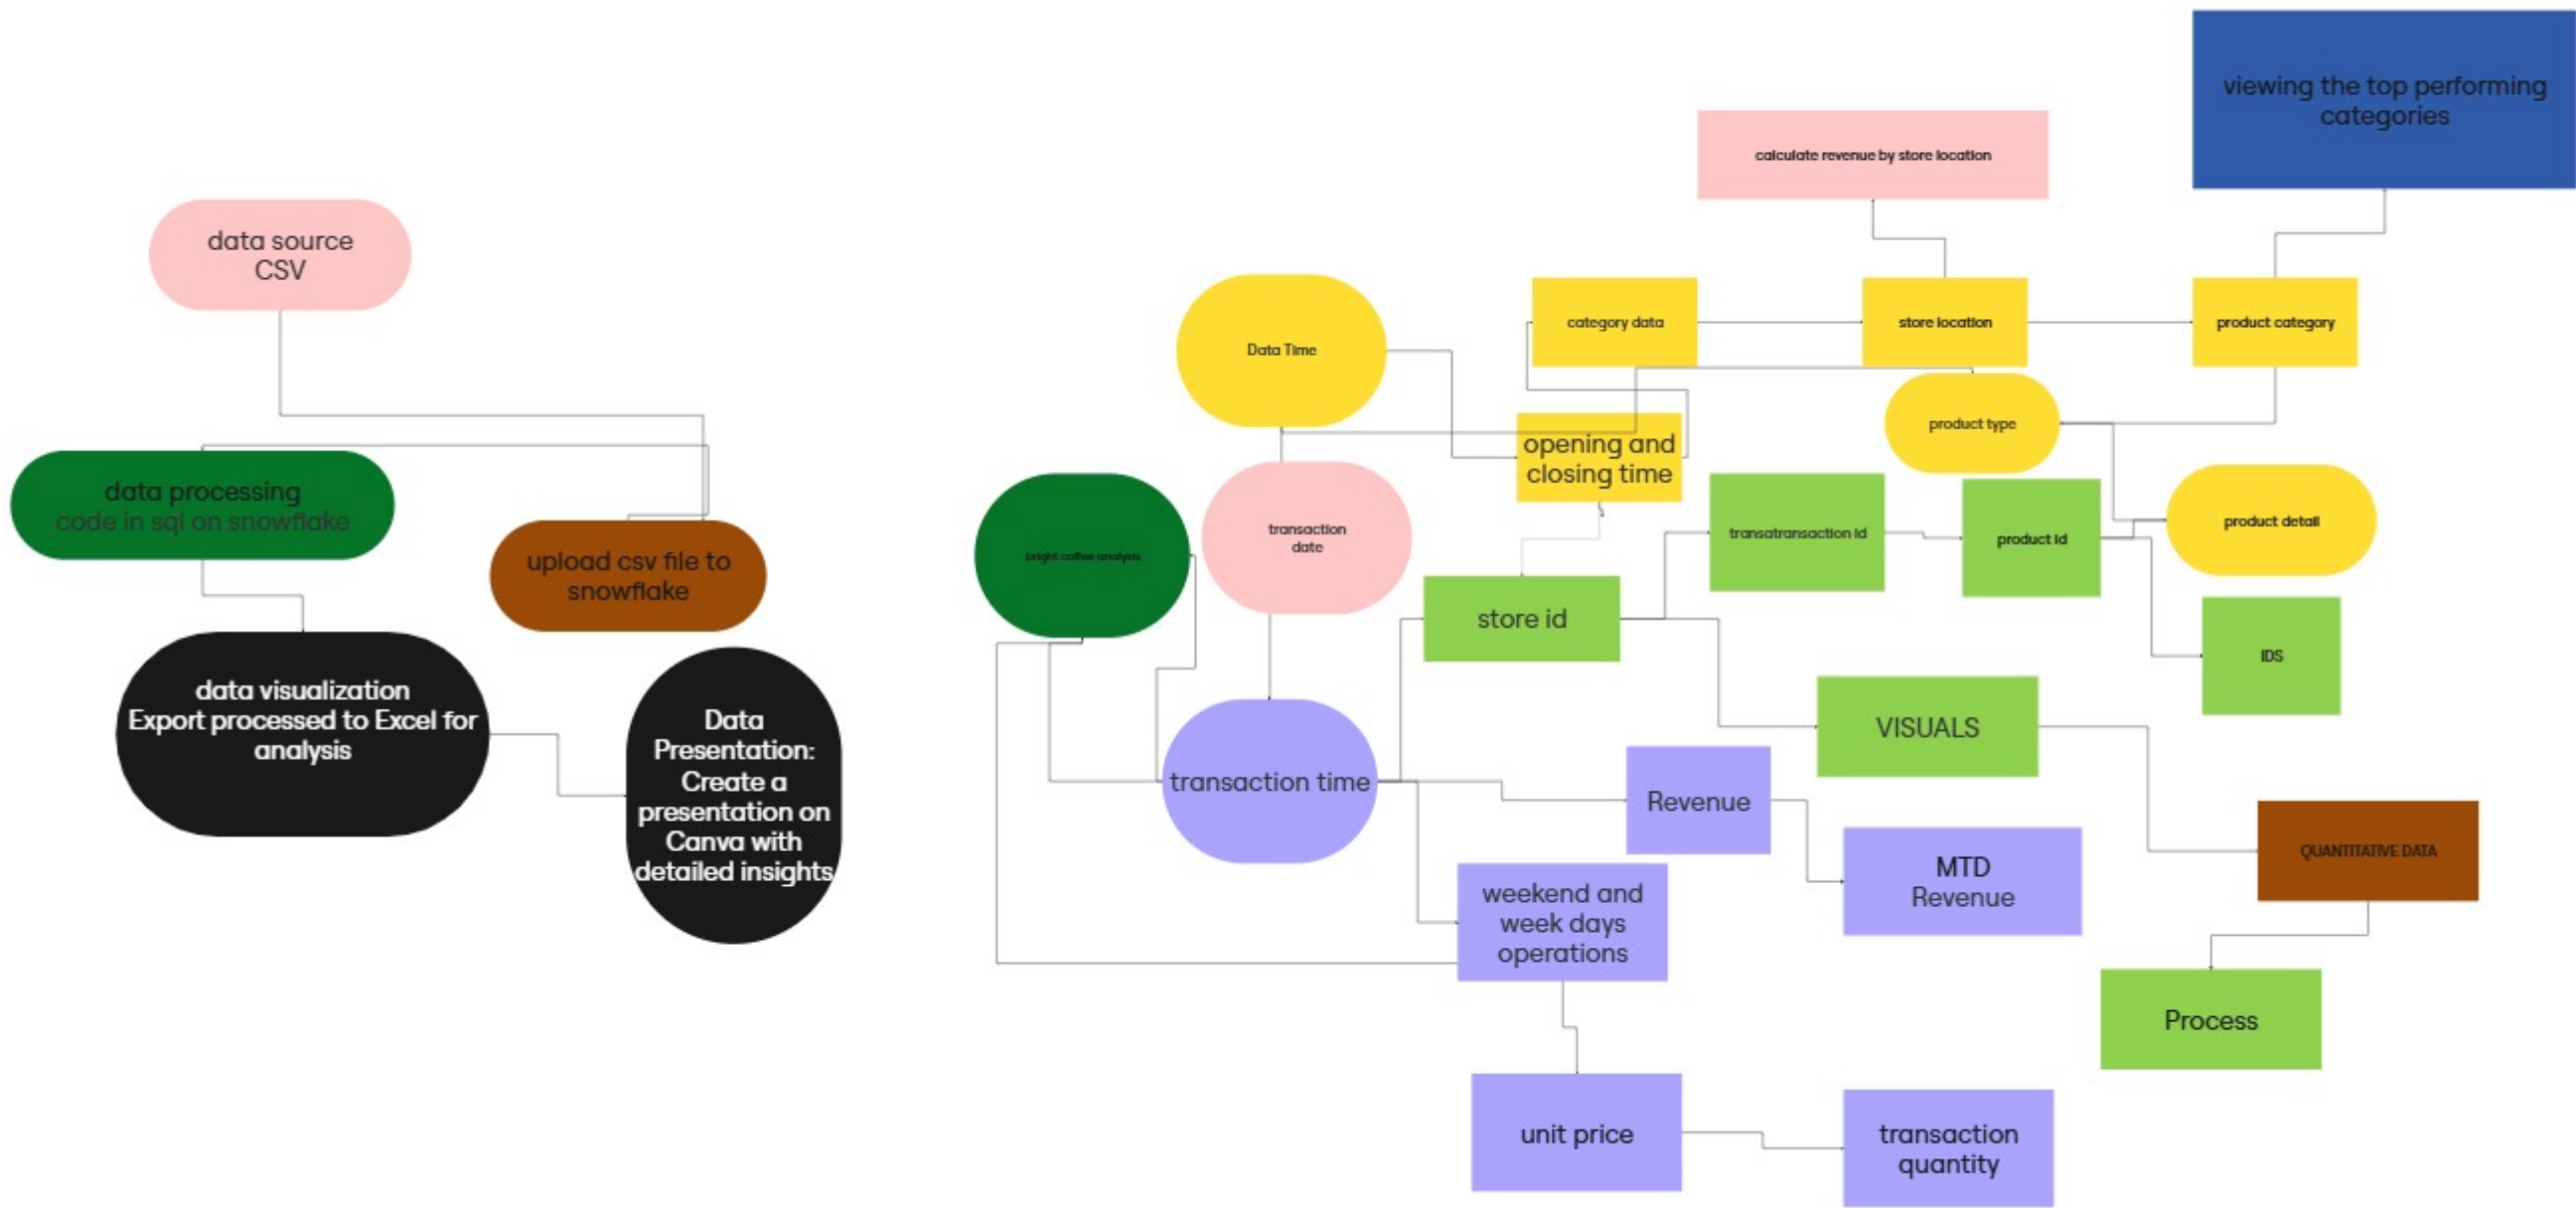 data source
CSV
data processing
code in sql on snowflake
upload csv file to
snowflake
data visualization
Export processed to Excel for
analysis
Data
Presentation:
Create a
presentation on
Canva with
detailed insights
viewing the top performing
categories
calculate revenue by store location
Data Time
category data
store location
product category
opening and
closing time
product type
bright coffee analysis
transaction
date
transatransaction id
product id
product detail
store id
IDS
VISUALS
transaction time
Revenue
MTD
Revenue
QUANTITATIVE DATA
weekend and
week days
operations
Process
unit price
transaction
quantity